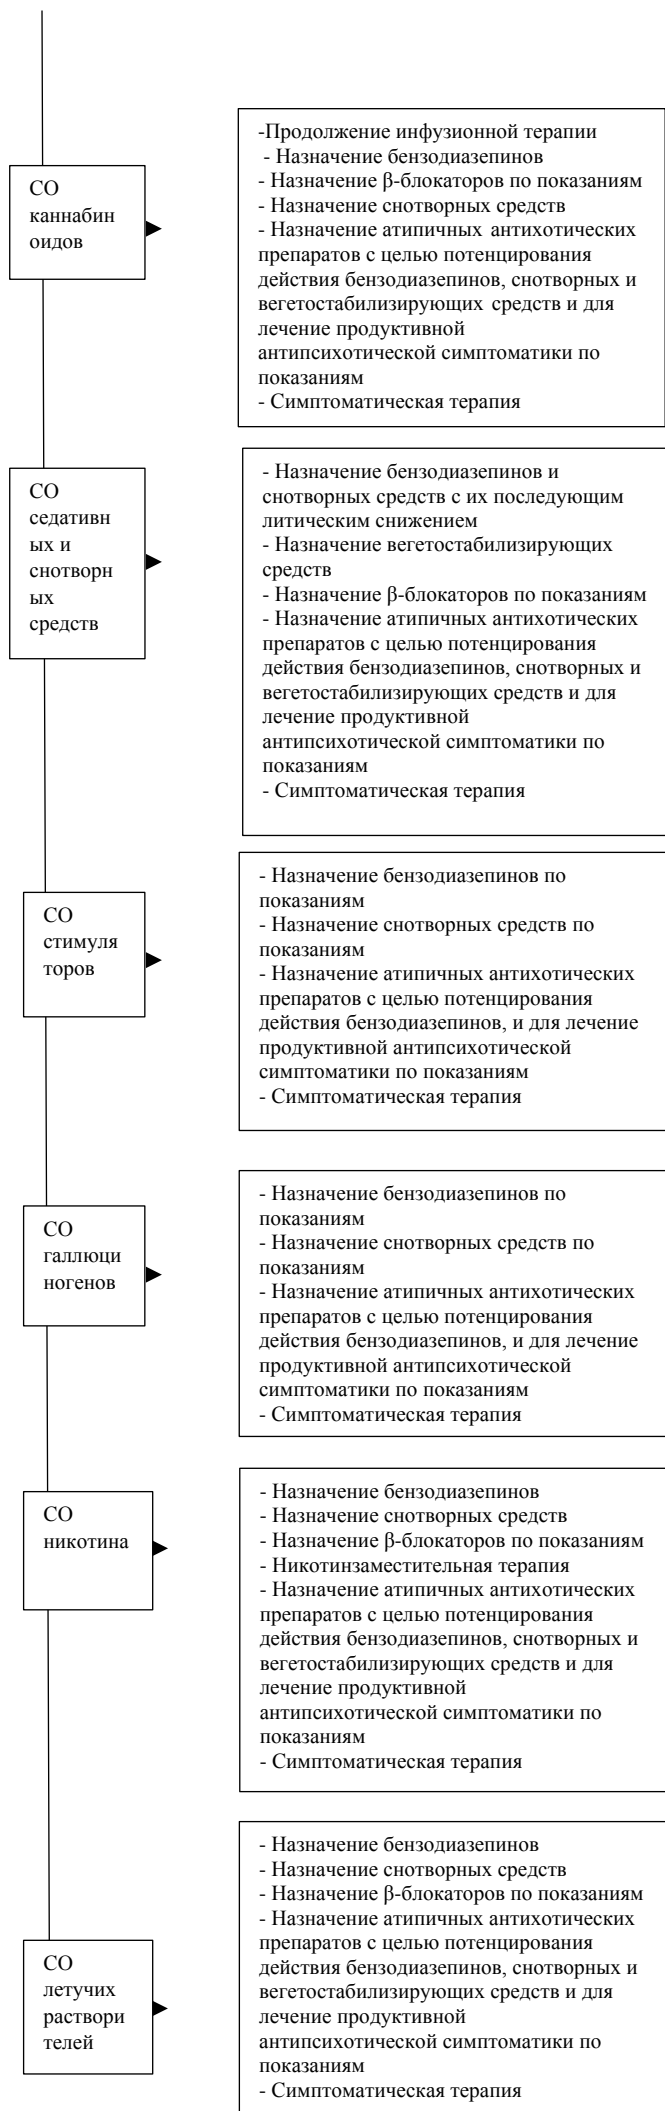 СО
каннабин
оидов
-Продолжение инфузионной терапии
- Назначение бензодиазепинов
- Назначение β-блокаторов по показаниям
- Назначение снотворных средств
- Назначение атипичных антихотических
препаратов с целью потенцирования
действия бензодиазепинов, снотворных и
вегетостабилизирующих средств и для
лечение продуктивной
антипсихотической симптоматики по
показаниям
- Симптоматическая терапия
СО
седативн
ых и
снотворн
ых
средств
- Назначение бензодиазепинов и
снотворных средств с их последующим
литическим снижением
- Назначение вегетостабилизирующих
средств
- Назначение β-блокаторов по показаниям
- Назначение атипичных антихотических
препаратов с целью потенцирования
действия бензодиазепинов, снотворных и
вегетостабилизирующих средств и для
лечение продуктивной
антипсихотической симптоматики по
показаниям
- Симптоматическая терапия
СО
стимуля
торов
- Назначение бензодиазепинов по
показаниям
- Назначение снотворных средств по
показаниям
- Назначение атипичных антихотических
препаратов с целью потенцирования
действия бензодиазепинов, и для лечение
продуктивной антипсихотической
симптоматики по показаниям
- Симптоматическая терапия
СО
галлюци
ногенов
- Назначение бензодиазепинов по
показаниям
- Назначение снотворных средств по
показаниям
- Назначение атипичных антихотических
препаратов с целью потенцирования
действия бензодиазепинов, и для лечение
продуктивной антипсихотической
симптоматики по показаниям
- Симптоматическая терапия
СО
никотина
- Назначение бензодиазепинов
- Назначение снотворных средств
- Назначение β-блокаторов по показаниям
- Никотинзаместительная терапия
- Назначение атипичных антихотических
препаратов с целью потенцирования
действия бензодиазепинов, снотворных и
вегетостабилизирующих средств и для
лечение продуктивной
антипсихотической симптоматики по
показаниям
- Симптоматическая терапия
СО
летучих
раствори
телей
- Назначение бензодиазепинов
- Назначение снотворных средств
- Назначение β-блокаторов по показаниям
- Назначение атипичных антихотических
препаратов с целью потенцирования
действия бензодиазепинов, снотворных и
вегетостабилизирующих средств и для
лечение продуктивной
антипсихотической симптоматики по
показаниям
- Симптоматическая терапия